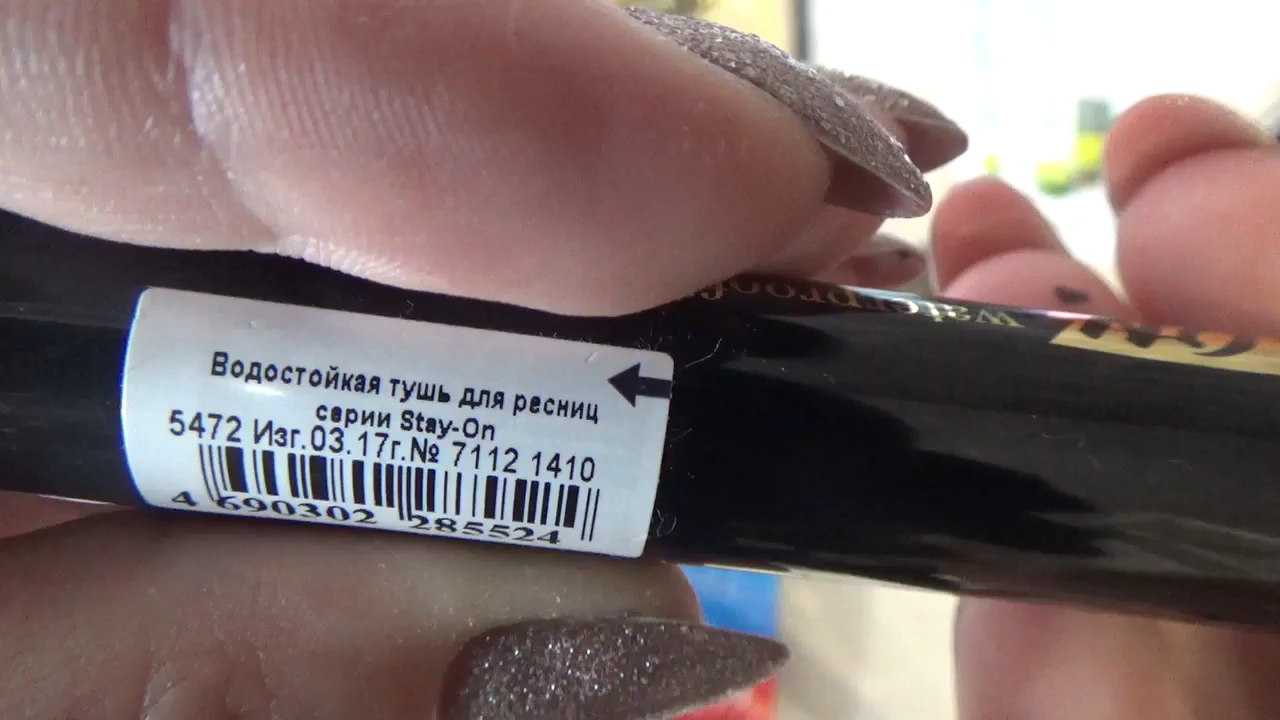 Водостойкая тушь для ресниц
серии Stay-On
5472 Изг.03.17г.№ 7112 1410
4 690302 285524
waterproof